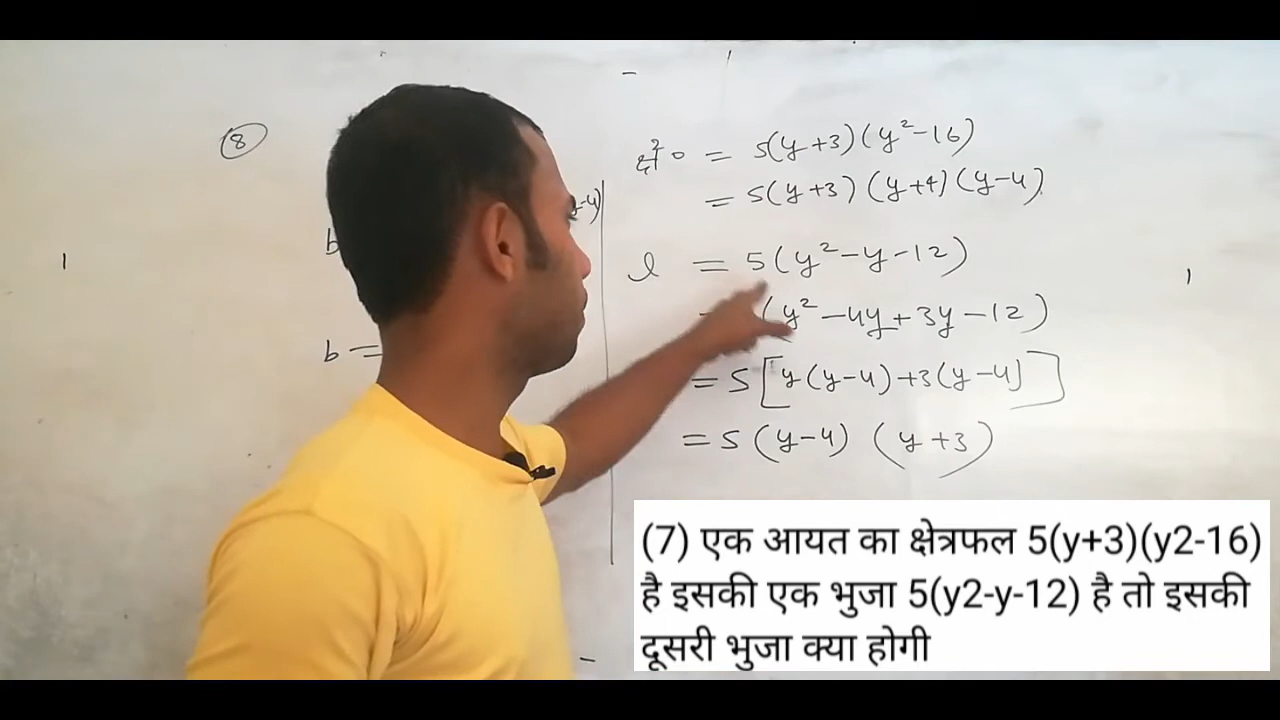 8
-4)
b
b =
क्षे० = 5(y+3)(y²-16)
= 5(y+3)(y+4)(y-4)
l = 5(y²-y-12)
(y²-4y+3y-12)
= 5[y(y-4)+3(y-4)]
= 5(y-4)(y+3)
(7) एक आयत का क्षेत्रफल 5(y+3)(y2-16)
है इसकी एक भुजा 5(y2-y-12) है तो इसकी
दूसरी भुजा क्या होगी